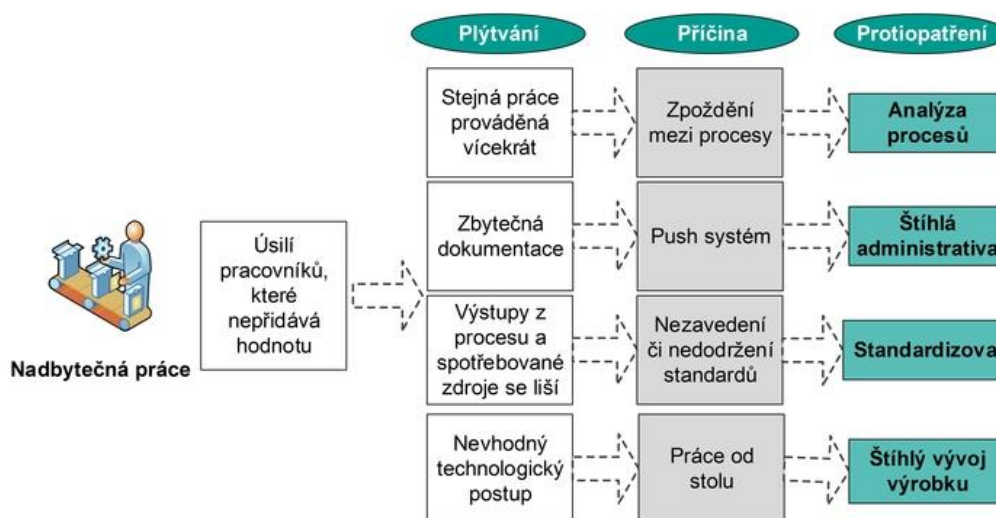 Plýtvání
Příčina
Protiopatření
Stejná práce
prováděná
vícekrát
Zpoždění
mezi procesy
Analýza
procesů
Zbytečná
dokumentace
Push systém
Štíhlá
administrativa
Úsilí
pracovníků,
které
nepřidává
hodnotu
Nadbytečná práce
Výstupy z
procesu a
spotřebované
zdroje se liší
Nezavedení
či nedodržení
standardů
Standardizova
Nevhodný
technologický
postup
Práce od
stolu
Štíhlý vývoj
výrobku